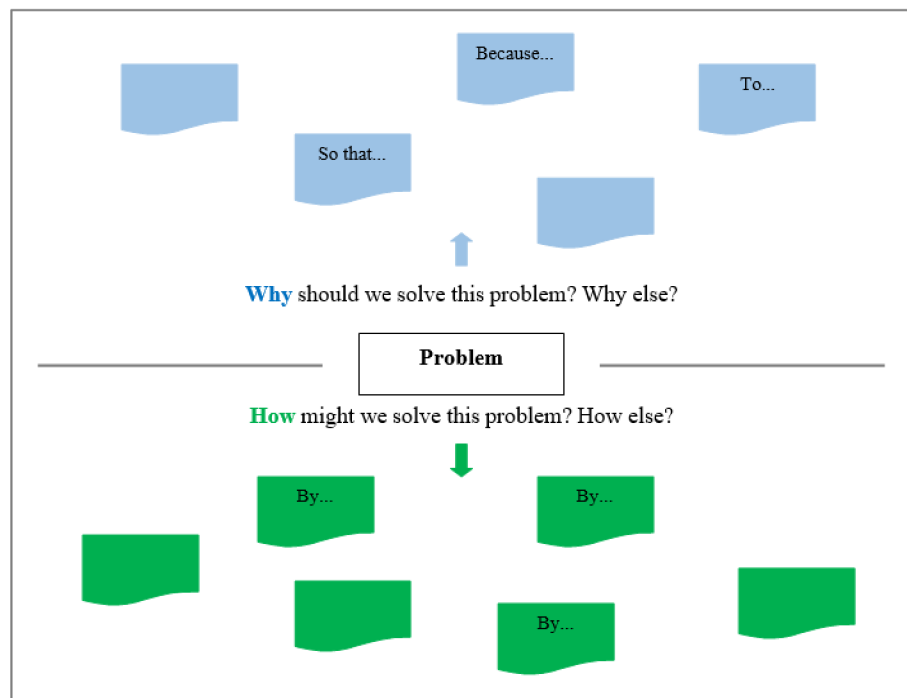 Because...
To...
So that...
Why should we solve this problem? Why else?
Problem
How might we solve this problem? How else?
By...
By...
By...